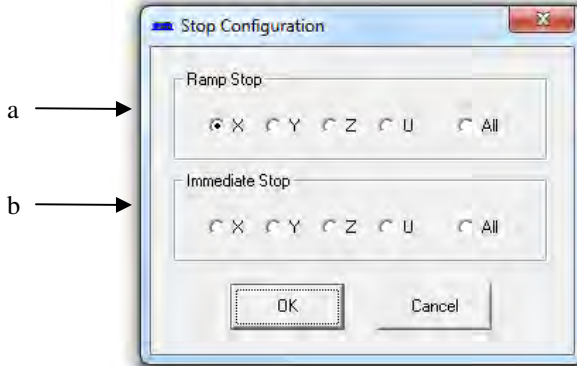 Stop Configuration
a
Ramp Stop
X Y Z U All
b
Immediate Stop
X Y Z U All
OK Cancel